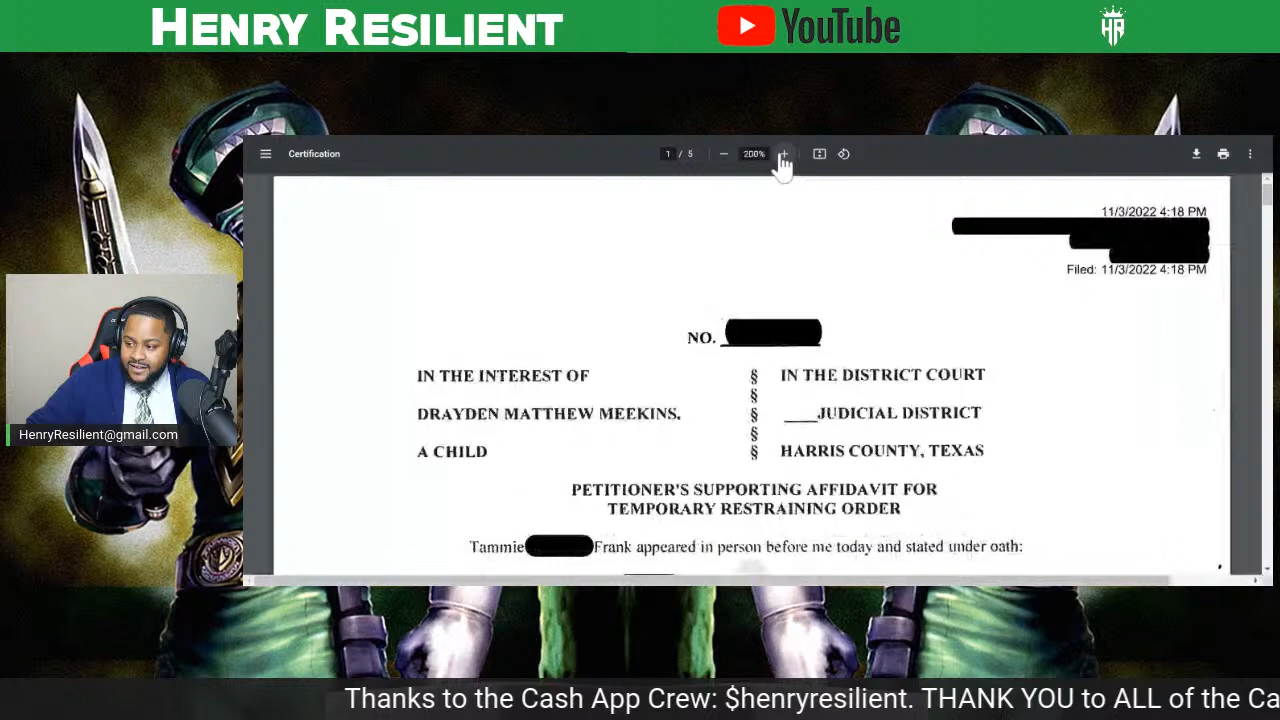 HENRY RESILIENT
YouTube
HR
Certification
1 / 5
200%
11/3/2022 4:18 PM
Filed: 11/3/2022 4:18 PM
NO.
IN THE INTEREST OF § IN THE DISTRICT COURT
§
DRAYDEN MATTHEW MEEKINS, § ____JUDICIAL DISTRICT
§
A CHILD § HARRIS COUNTY, TEXAS
PETITIONER'S SUPPORTING AFFIDAVIT FOR
TEMPORARY RESTRAINING ORDER
Tammie Frank appeared in person before me today and stated under oath:
HenryResilient@gmail.com
Thanks to the Cash App Crew: $henryresilient. THANK YOU to ALL of the Ca